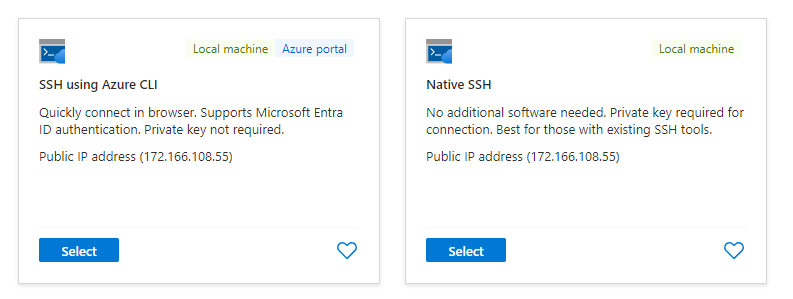 Local machine
Azure portal
SSH using Azure CLI
Quickly connect in browser. Supports Microsoft Entra
ID authentication. Private key not required.
Public IP address (172.166.108.55)
Select
Local machine
Native SSH
No additional software needed. Private key required for
connection. Best for those with existing SSH tools.
Public IP address (172.166.108.55)
Select